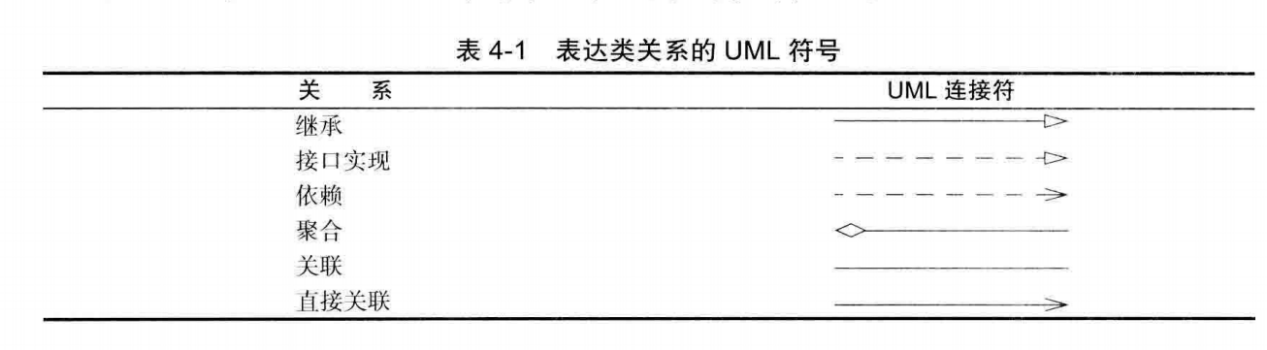 表 4-1 表达类关系的 UML 符号
关 系 UML 连接符
继承
接口实现
依赖
聚合
关联
直接关联